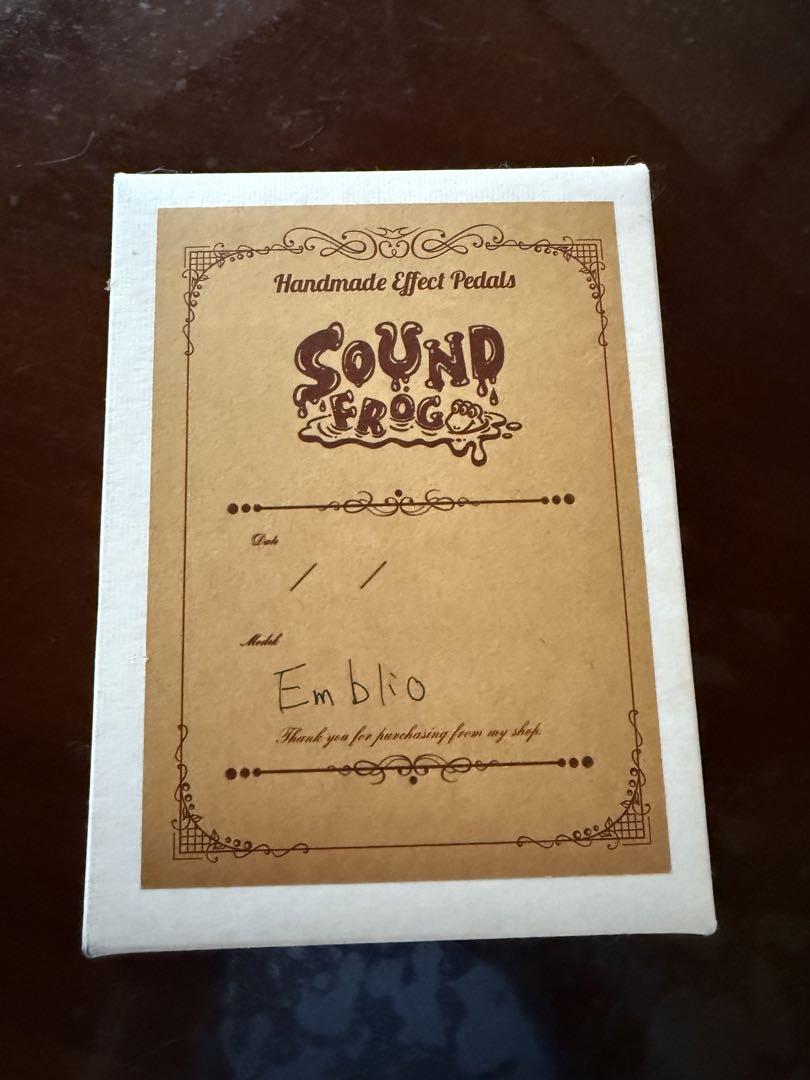 Handmade Effect Pedals
SOUND
FROG
Date
/ /
Model
Emblio
Thank you for purchasing from my shop.